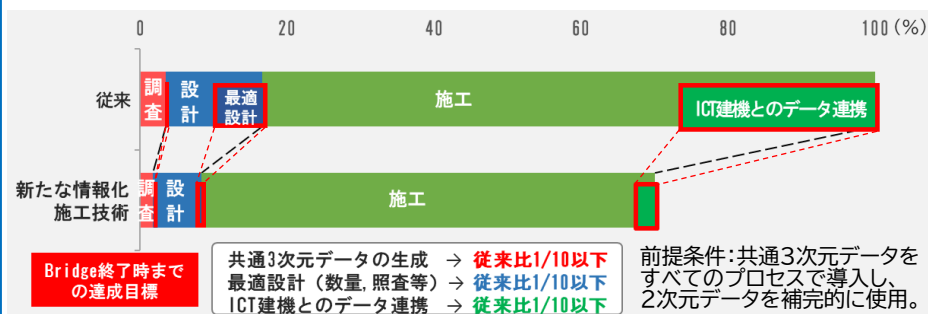 0 20 40 60 80 100 (%)
従来
調査
設計
最適設計
施工
ICT建機とのデータ連携
新たな情報化
施工技術
調査
設計
施工
Bridge終了時まで
の達成目標
共通3次元データの生成 → 従来比1/10以下
最適設計（数量,照査等）→ 従来比1/10以下
ICT建機とのデータ連携 → 従来比1/10以下
前提条件:共通3次元データを
すべてのプロセスで導入し、
2次元データを補完的に使用。